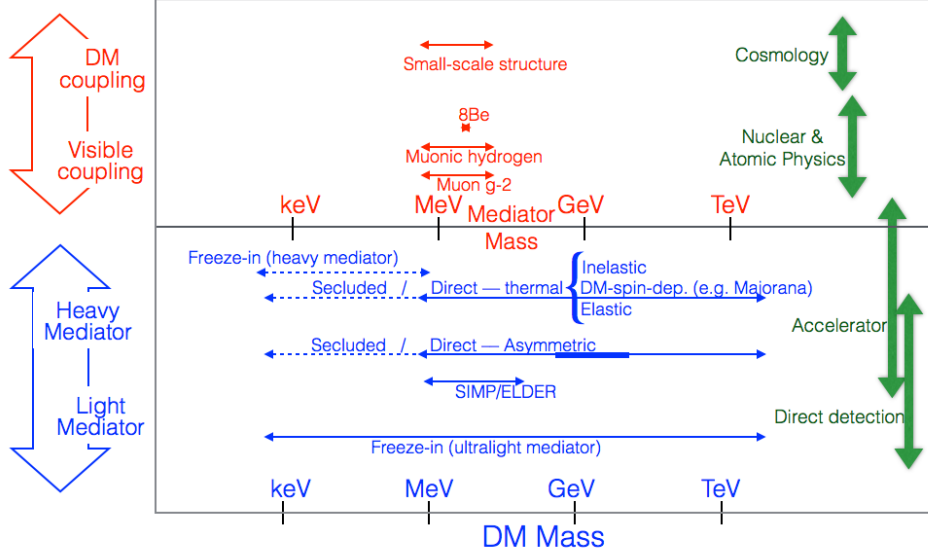 DM
coupling
Visible
coupling
Small-scale structure
8Be
Muonic hydrogen
Muon g-2
keV MeV GeV TeV
Mediator
Mass
Cosmology
Nuclear &
Atomic Physics
Heavy
Mediator
Light
Mediator
Freeze-in (heavy mediator)
Secluded / Direct — thermal
Inelastic
DM-spin-dep. (e.g. Majorana)
Elastic
Secluded / Direct — Asymmetric
SIMP/ELDER
Freeze-in (ultralight mediator)
Accelerator
Direct detection
keV MeV GeV TeV
DM Mass